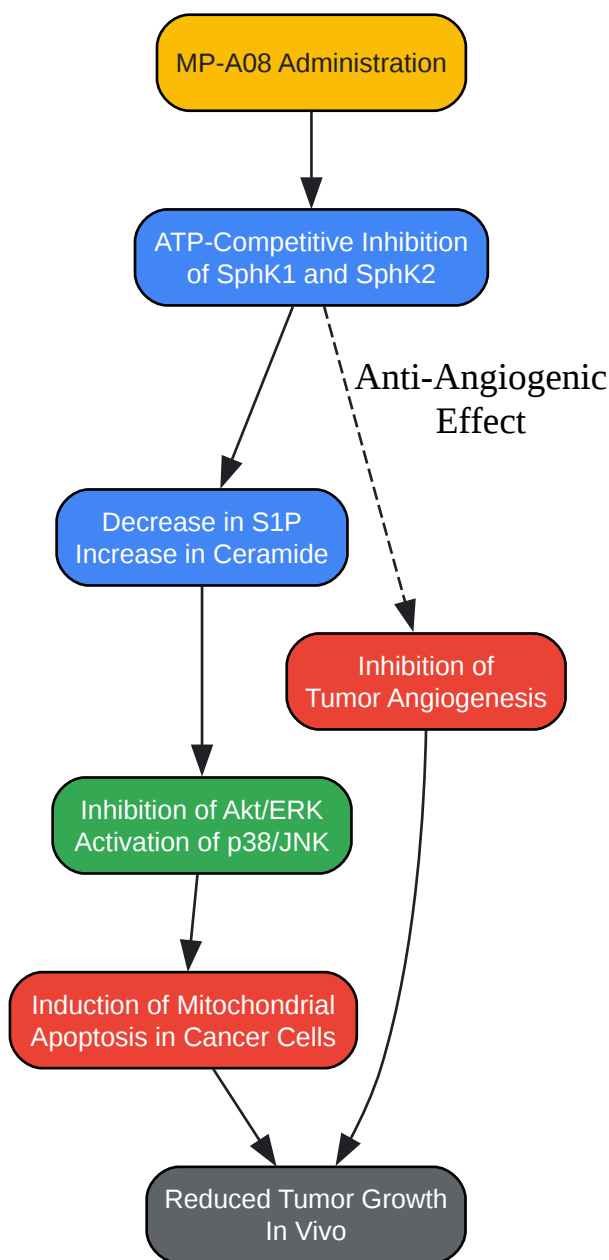 MP-A08 Administration
ATP-Competitive Inhibition
of SphK1 and SphK2
Anti-Angiogenic
Effect
Decrease in S1P
Increase in Ceramide
Inhibition of
Tumor Angiogenesis
Inhibition of Akt/ERK
Activation of p38/JNK
Induction of Mitochondrial
Apoptosis in Cancer Cells
Reduced Tumor Growth
In Vivo